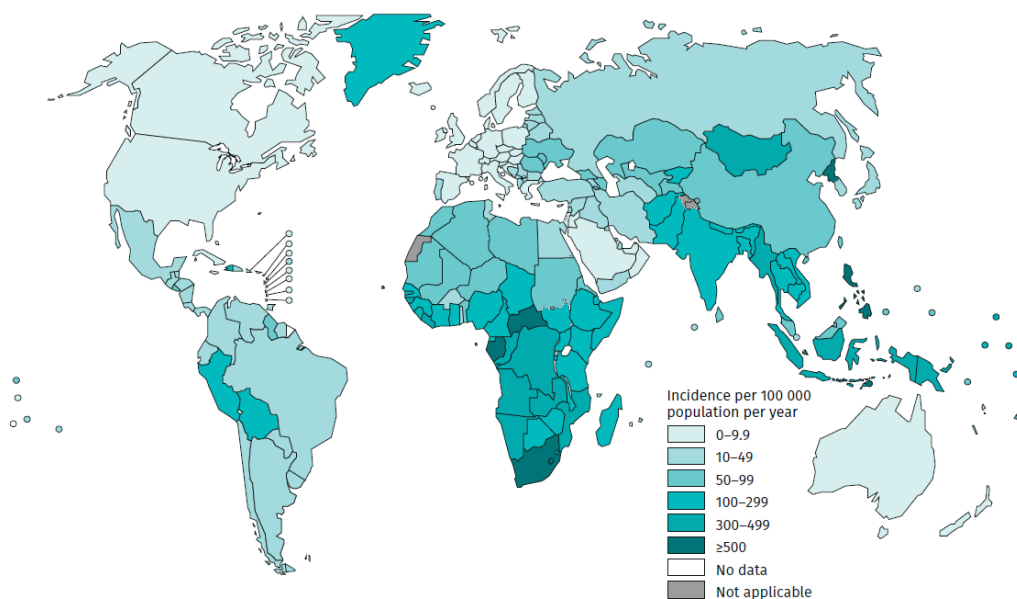 Incidence per 100 000
population per year
0–9.9
10–49
50–99
100–299
300–499
≥500
No data
Not applicable